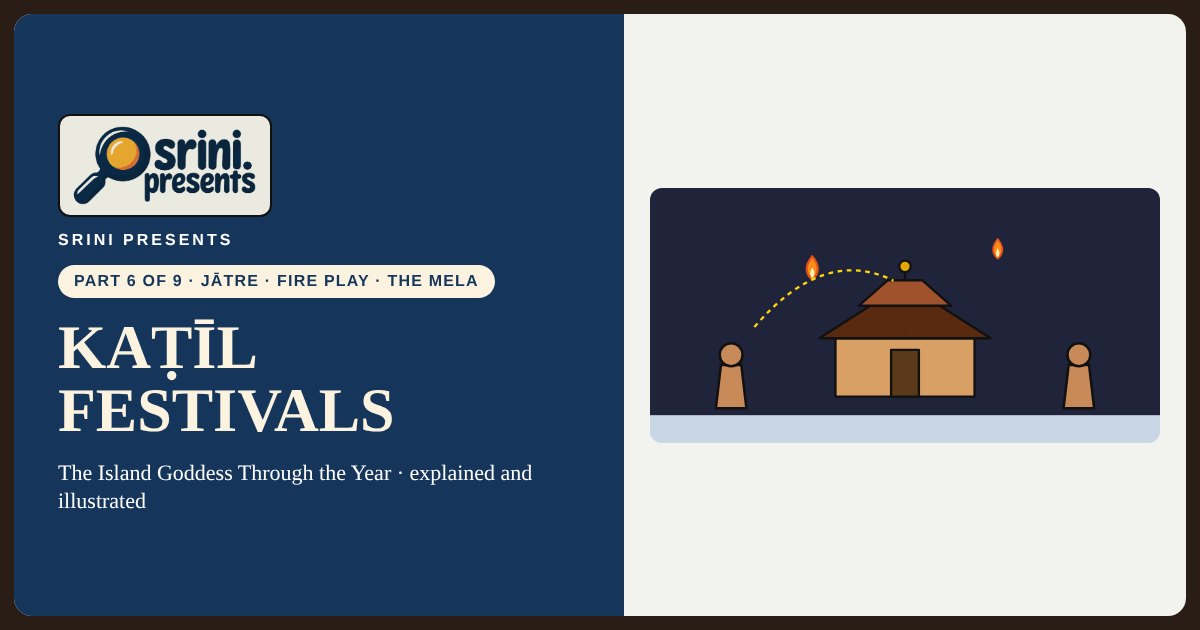 srini.
presents
SRINI PRESENTS
PART 6 OF 9 · JĀTRE · FIRE PLAY · THE MELA
KAṬĪL
FESTIVALS
The Island Goddess Through the Year · explained and
illustrated